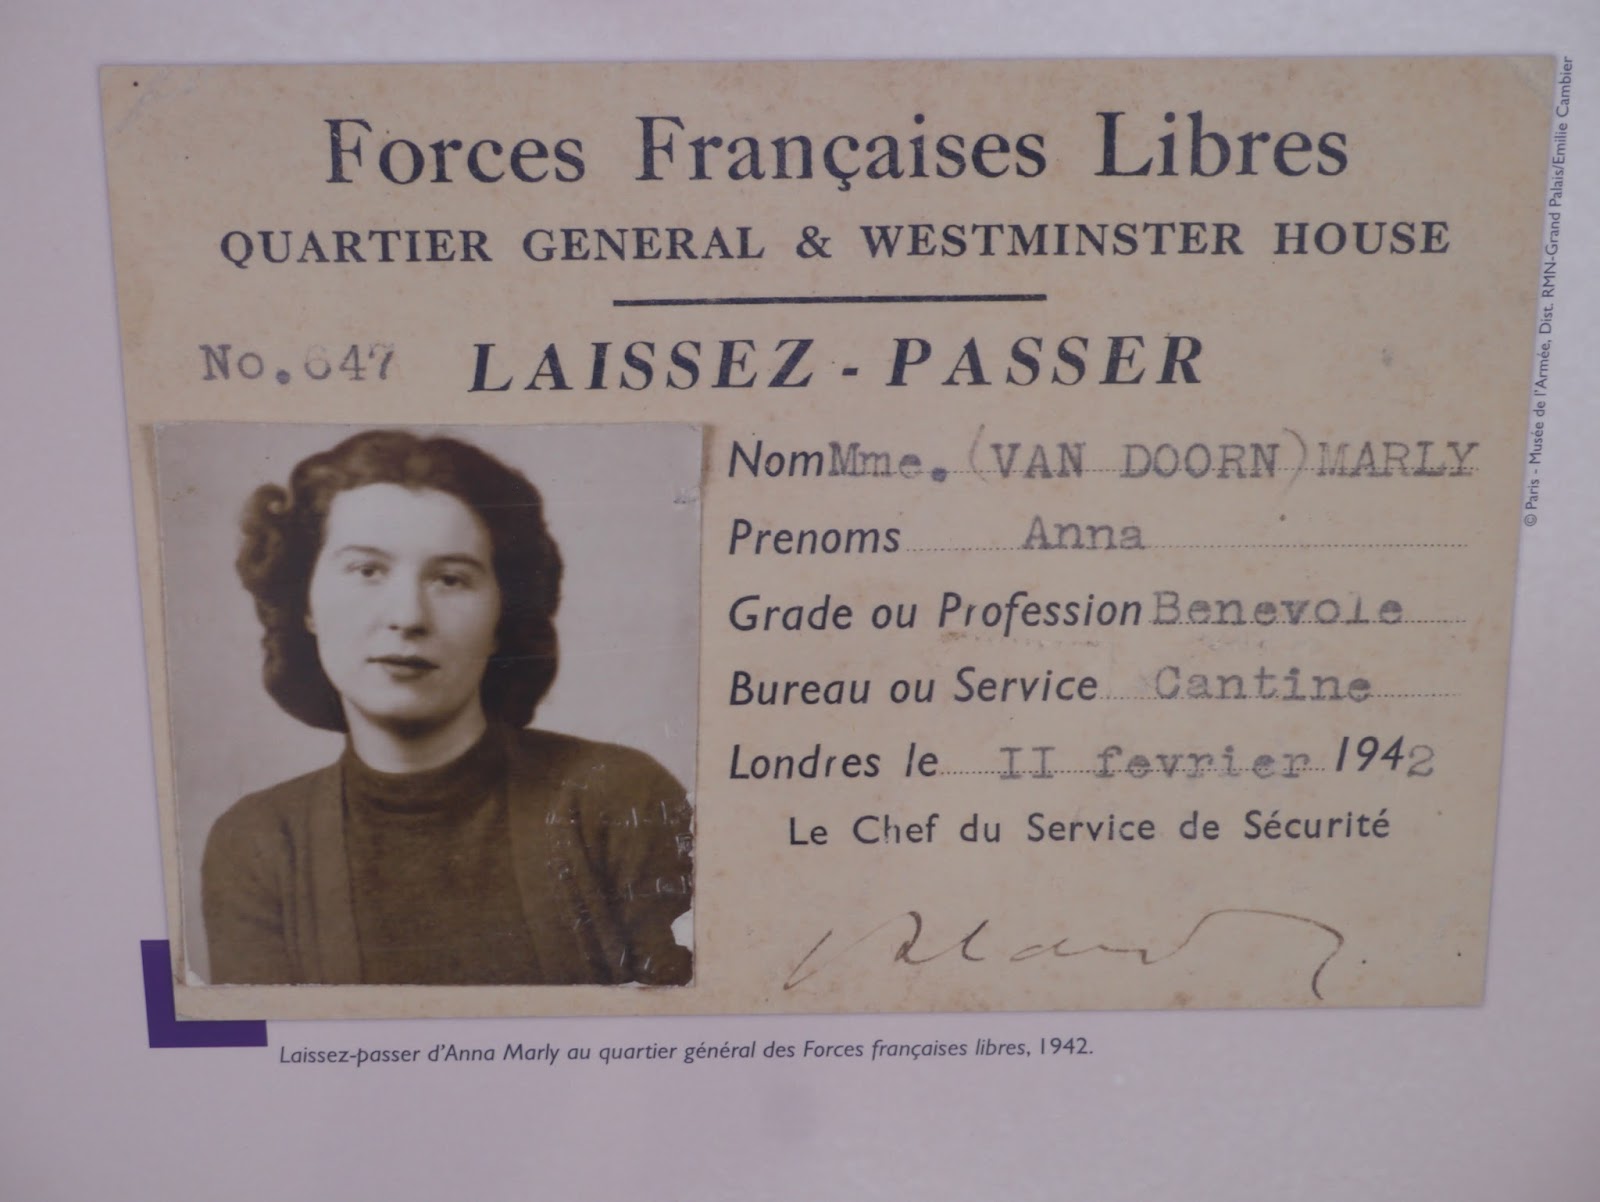 Forces Françaises Libres
QUARTIER GENERAL & WESTMINSTER HOUSE
No. 647 LAISSEZ - PASSER
Nom Mme. (VAN DOORN) MARLY
Prenoms Anna
Grade ou Profession Benevole
Bureau ou Service Cantine
Londres le II fevrier 1942
Le Chef du Service de Sécurité
Laissez-passer d'Anna Marly au quartier général des Forces françaises libres, 1942.
© Paris - Musée de l'Armée, Dist. RMN-Grand Palais/Emilie Cambier